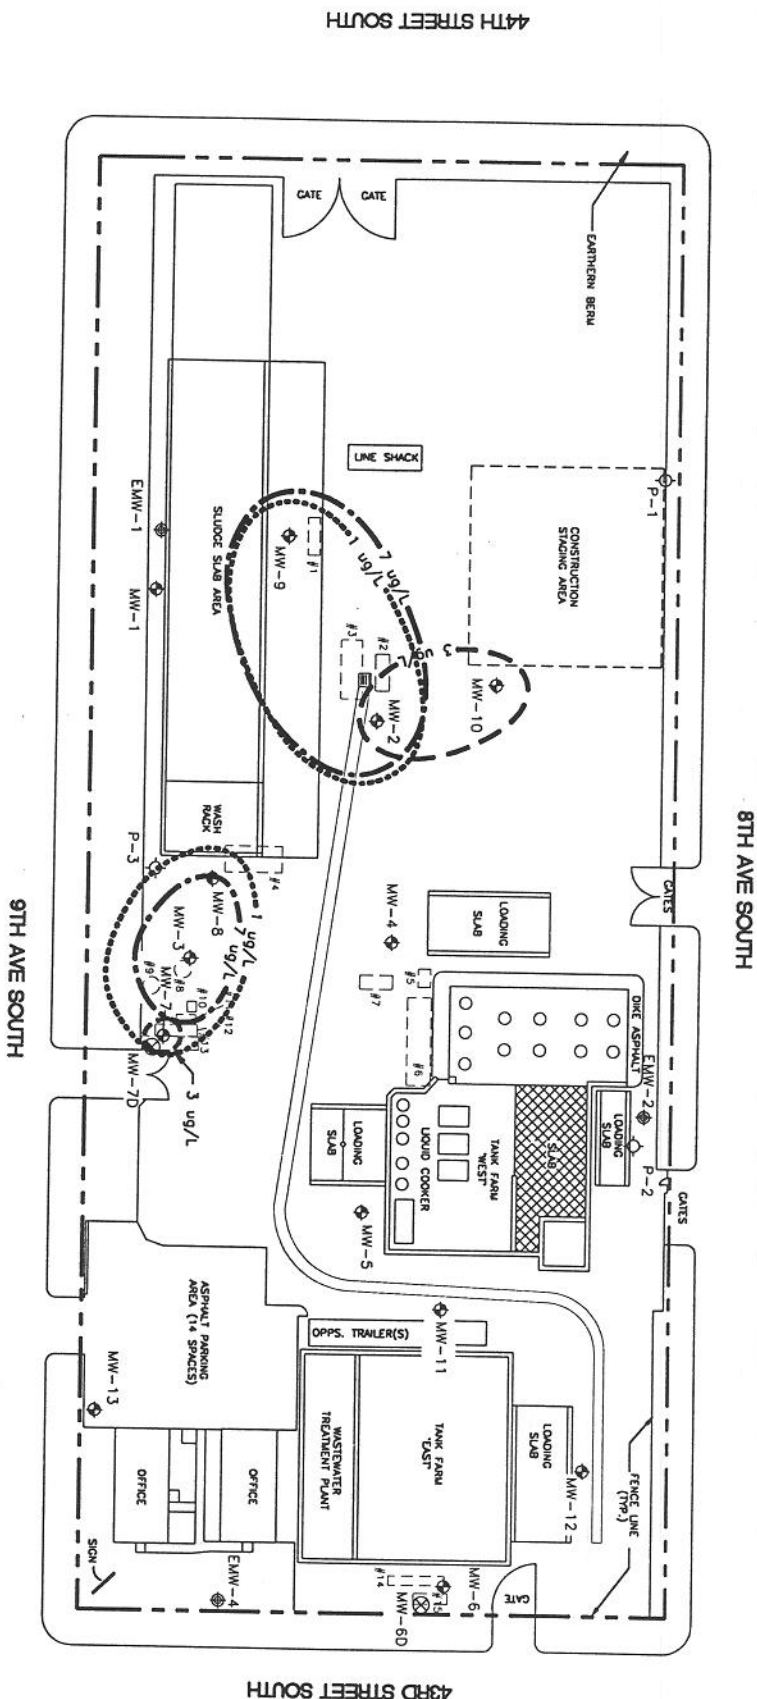 44TH STREET SOUTH
GATE
GATE
EARTHERN BERM
LINE SHACK
P-1
CONSTRUCTION
STAGING AREA
EMW-1
MW-1
SLUDGE SLAB AREA
MW-9
#1
7 ug/L
1 ug/L
3 ug/L
#2
#3
MW-10
MW-2
WASH
RACK
P-3
#4
8TH AVE SOUTH
9TH AVE SOUTH
GATES
MW-4
LOADING
SLAB
MW-8
MW-3
1 ug/L
7 ug/L
#8
#9
MW-7
#10
#12
13
MW-7D
3 ug/L
#5
#7
#6
DIKE ASPHALT
EMW-2
LOADING
SLAB
P-2
GATES
SLAB
TANK FARM
"WEST"
LIQUID COOKER
LOADING
SLAB
MW-5
ASPHALT PARKING
AREA (14 SPACES)
OPPS. TRAILER(S)
MW-11
MW-13
WASTEWATER
TREATMENT PLANT
TANK FARM
"EAST"
LOADING
SLAB
MW-12
FENCE LINE
(TYP.)
OFFICE
OFFICE
SIGN
EMW-4
#14
#15
MW-6
MW-6D
GATE
43RD STREET SOUTH